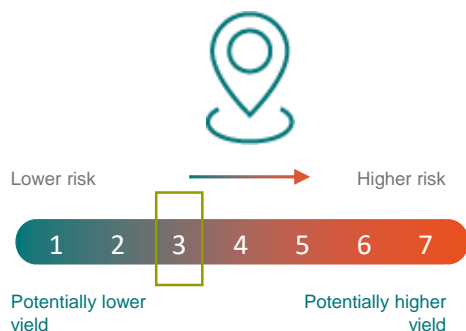 Lower risk Higher risk
1 2 3 4 5 6 7
Potentially lower Potentially higher
yield yield